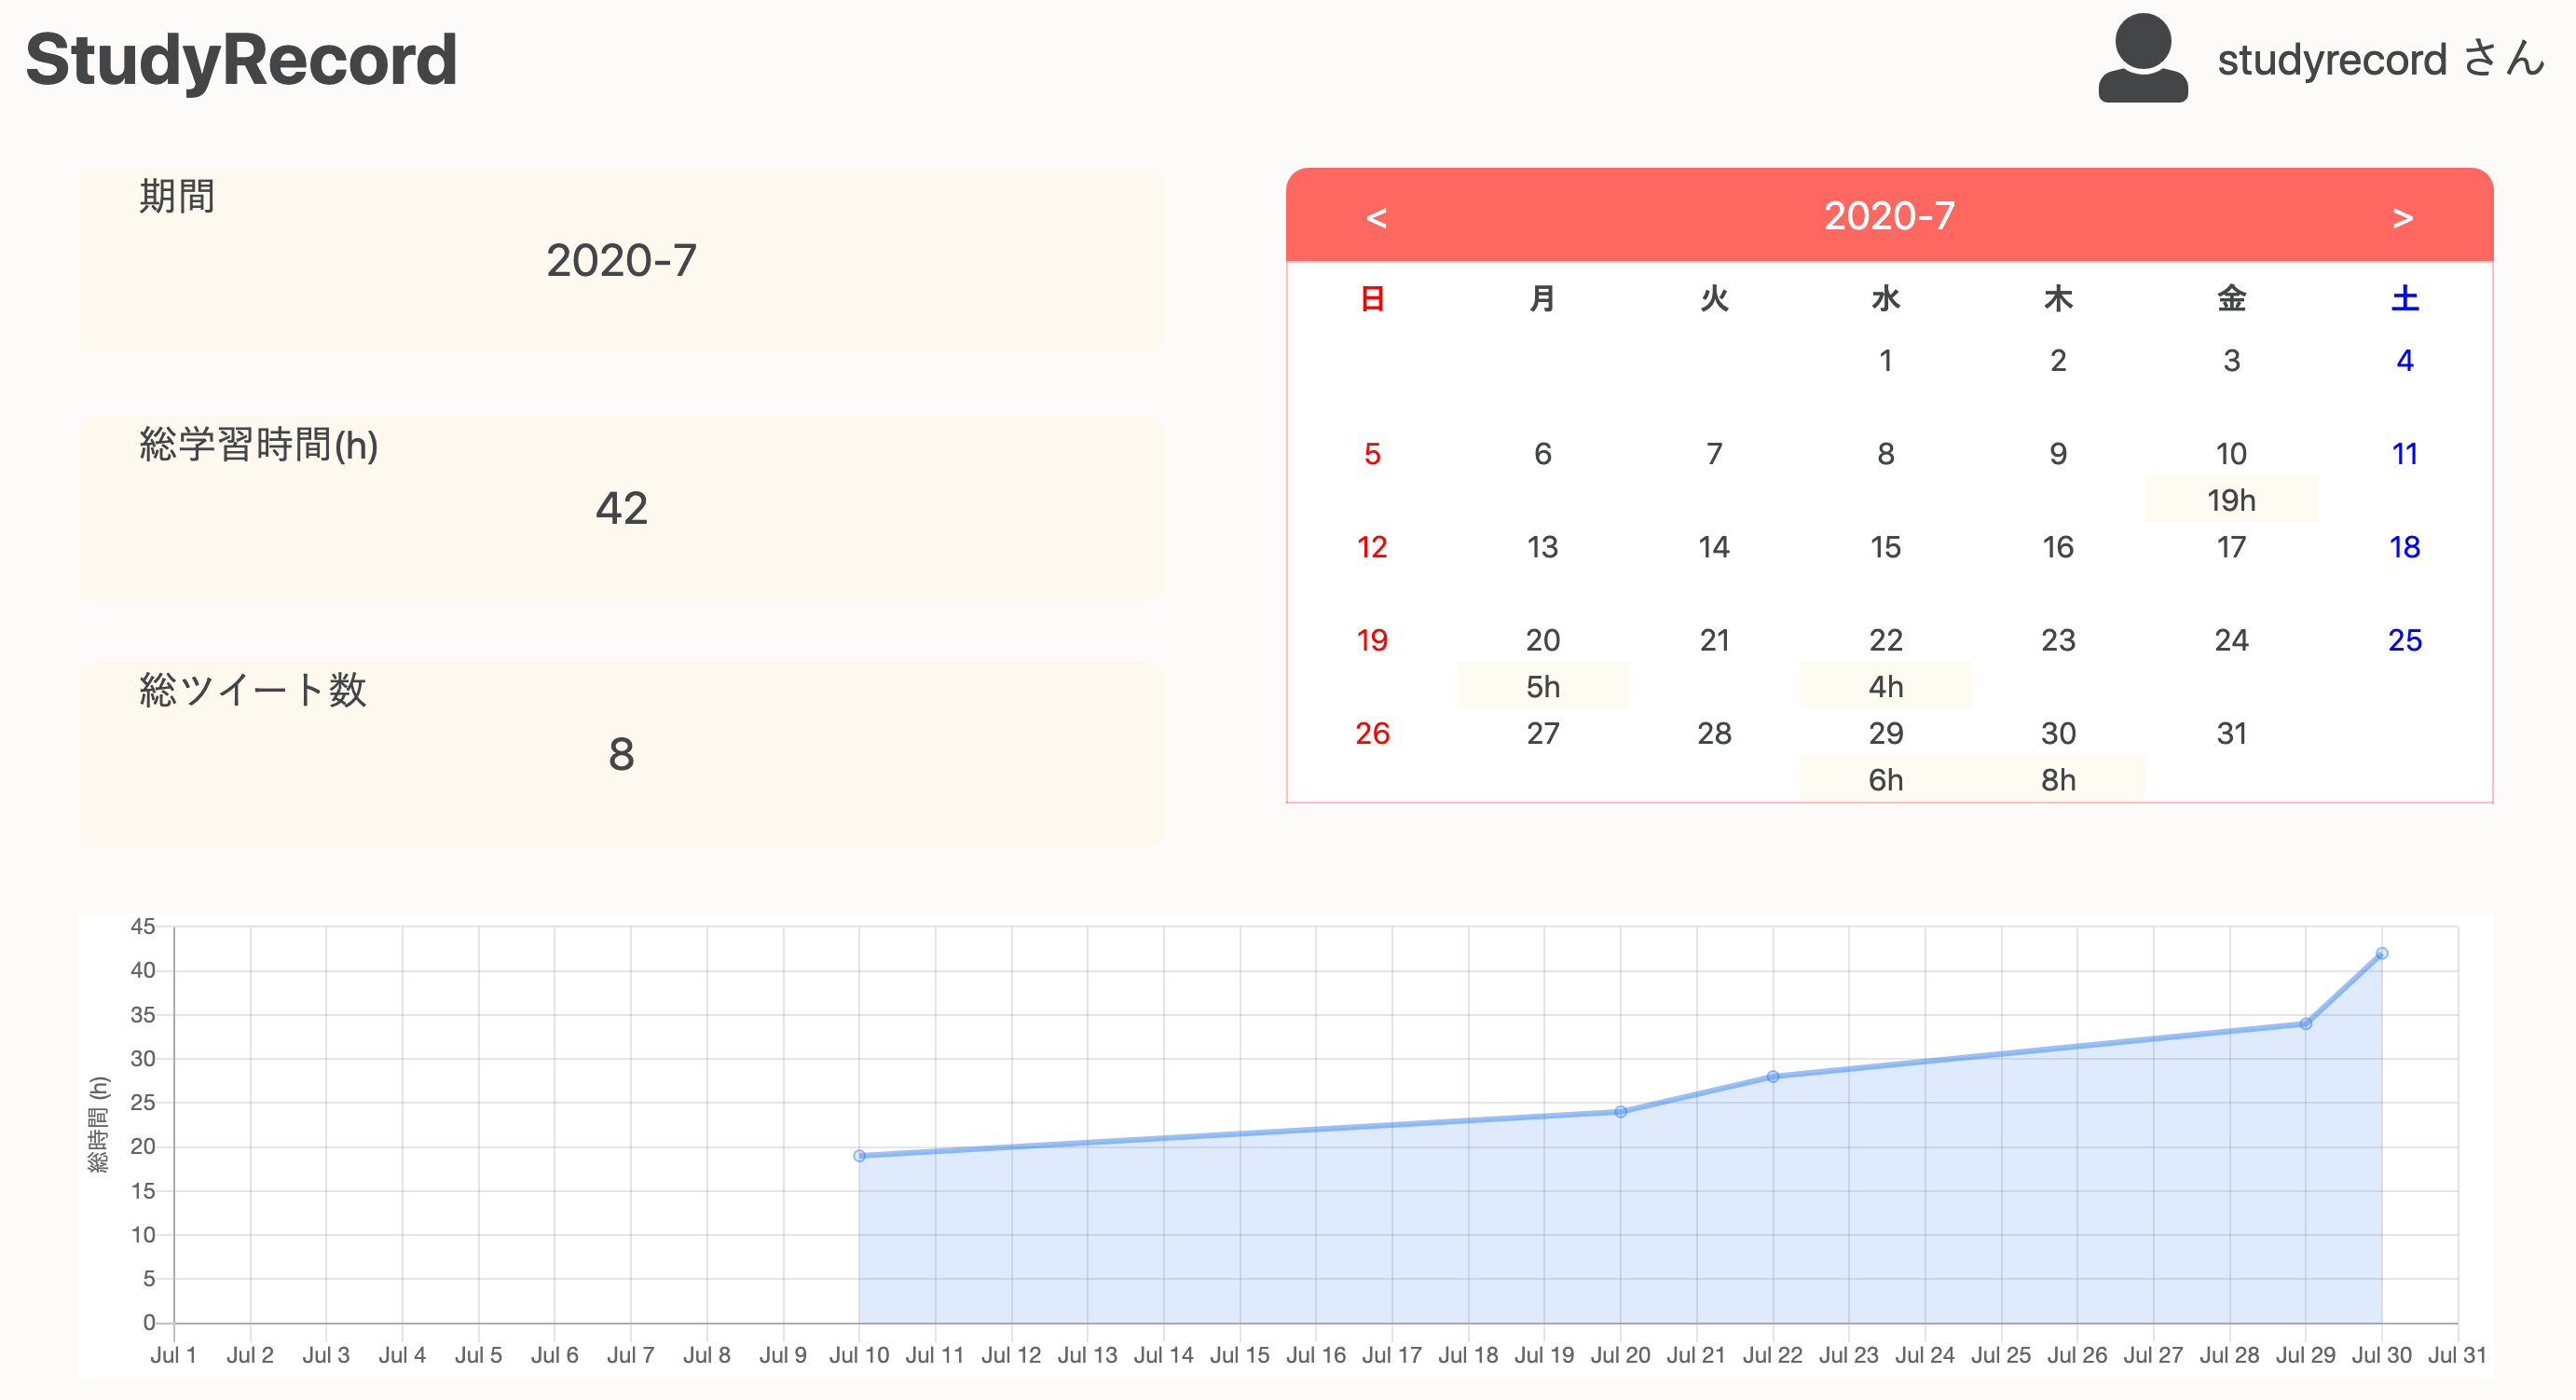 StudyRecord
studyrecord さん
期間
2020-7
総学習時間(h)
42
総ツイート数
8
< 2020-7 >
日 月 火 水 木 金 土
1 2 3 4
5 6 7 8 9 10 11
19h
12 13 14 15 16 17 18
19 20 21 22 23 24 25
5h 4h
26 27 28 29 30 31
6h 8h
総時間 (h)
45
40
35
30
25
20
15
10
5
0
Jul 1 Jul 2 Jul 3 Jul 4 Jul 5 Jul 6 Jul 7 Jul 8 Jul 9 Jul 10 Jul 11 Jul 12 Jul 13 Jul 14 Jul 15 Jul 16 Jul 17 Jul 18 Jul 19 Jul 20 Jul 21 Jul 22 Jul 23 Jul 24 Jul 25 Jul 26 Jul 27 Jul 28 Jul 29 Jul 30 Jul 31